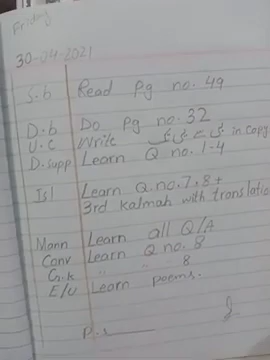 Friday
30-04-2021
S.b Read Pg no. 49
D.b Do Pg no. 32
U.C Write in copy
D.supp Learn Q no. 1-4
Isl Learn Q.no.7,8+
3rd kalmah with translatio
Mann Learn all Q/A
Conv Learn Q no. 8
G.k " " 8
E/U Learn poems.
P.s